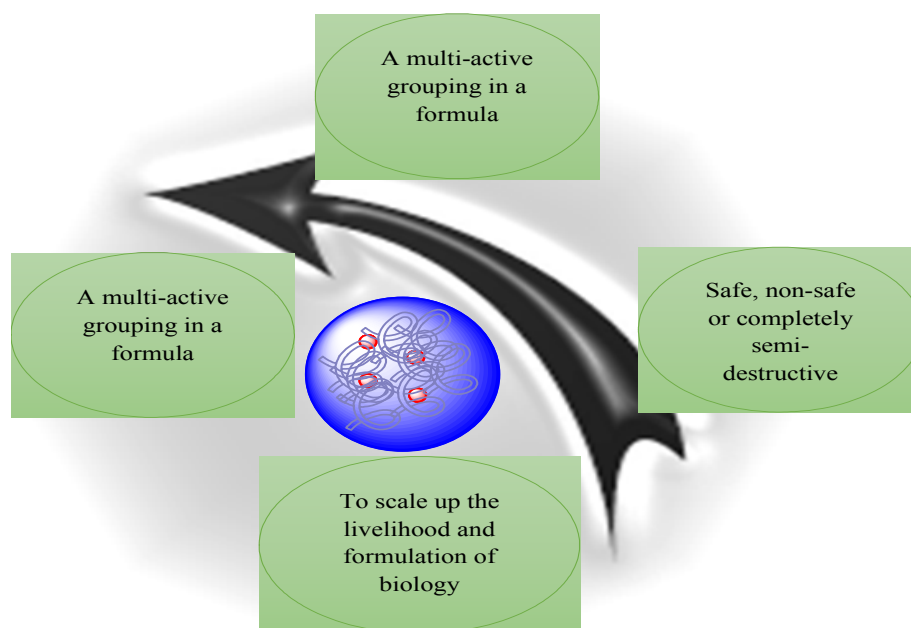 A multi-active
grouping in a
formula
A multi-active
grouping in a
formula
Safe, non-safe
or completely
semi-
destructive
To scale up the
livelihood and
formulation of
biology